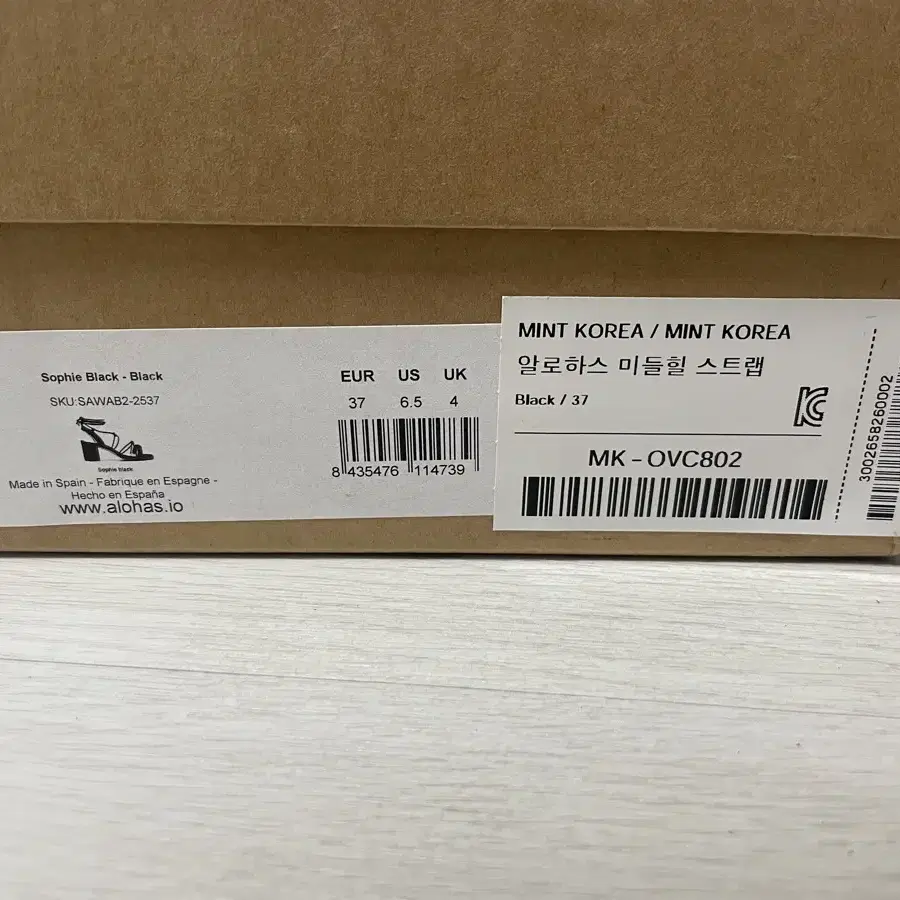 Sophie Black - Black
SKU:SAWAB2-2537
Sophie black
Made in Spain - Fabrique en Espagne -
Hecho en España
www.alohas.io
EUR US UK
37 6.5 4
8 435476 114739
MINT KOREA / MINT KOREA
알로하스 미들힐 스트랩
Black / 37
MK-OVC802
3002658260002